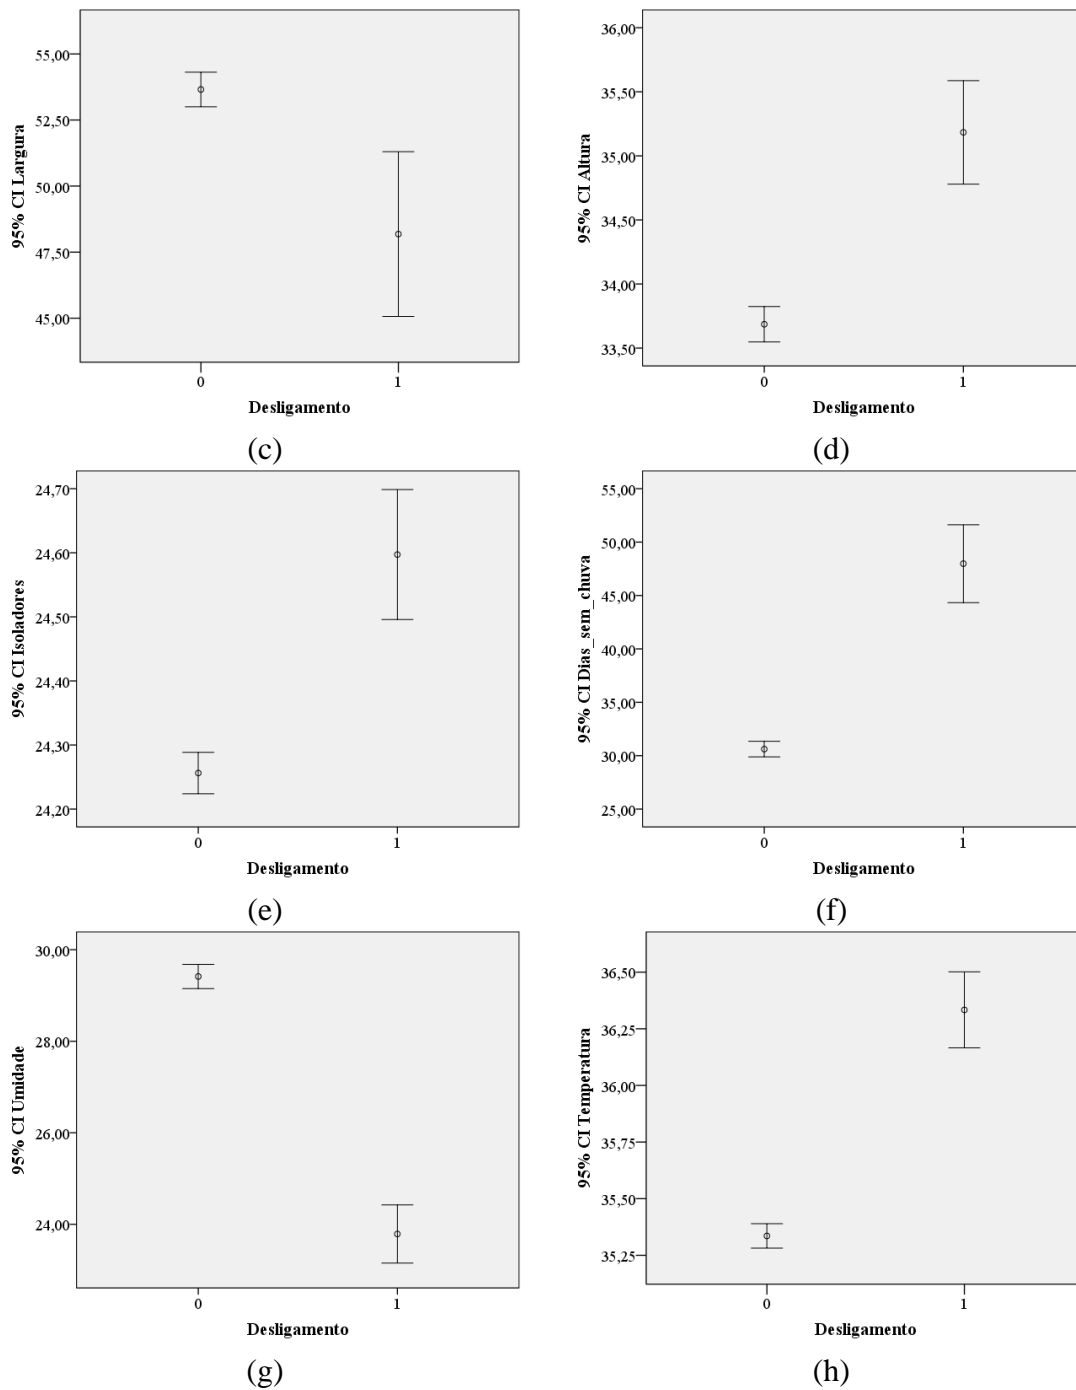 95% CI Largura
55,00
52,50
50,00
47,50
45,00
0 1
Desligamento
(c)
95% CI Altura
36,00
35,50
35,00
34,50
34,00
33,50
0 1
Desligamento
(d)
95% CI Isoladores
24,70
24,60
24,50
24,40
24,30
24,20
0 1
Desligamento
(e)
95% CI Dias_sem_chuva
55,00
50,00
45,00
40,00
35,00
30,00
25,00
0 1
Desligamento
(f)
95% CI Umidade
30,00
28,00
26,00
24,00
0 1
Desligamento
(g)
95% CI Temperatura
36,50
36,25
36,00
35,75
35,50
35,25
0 1
Desligamento
(h)